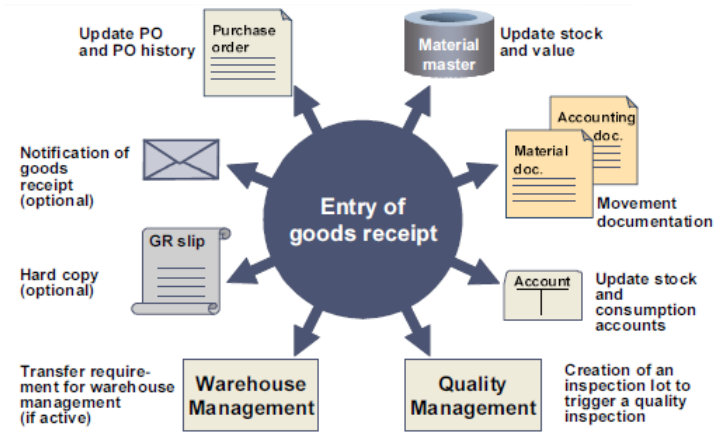 Update PO
and PO history
Purchase
order
Material
master
Update stock
and value
Notification of
goods
receipt
(optional)
Accounting
doc.
Material
doc.
Movement
documentation
Entry of
goods receipt
GR slip
Hard copy
(optional)
Account
Update stock
and
consumption
accounts
Transfer require-
ment for warehouse
management
(if active)
Warehouse
Management
Quality
Management
Creation of an
inspection lot to
trigger a quality
inspection